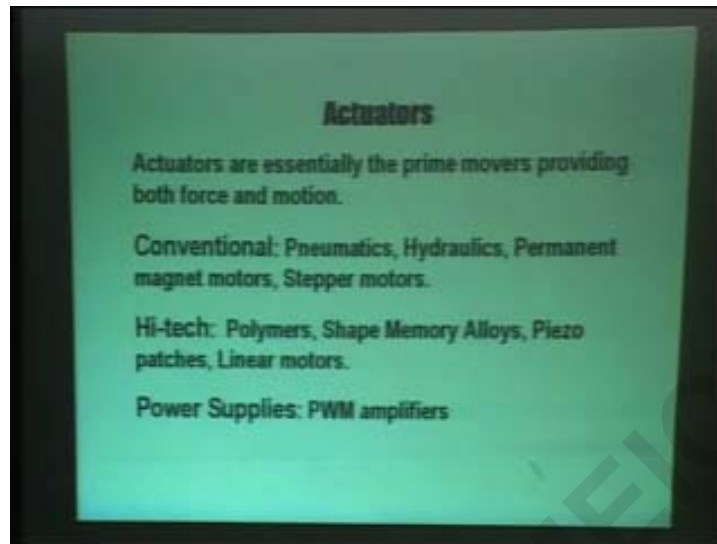 Actuators
Actuators are essentially the prime movers providing
both force and motion.
Conventional: Pneumatics, Hydraulics, Permanent
magnet motors, Stepper motors.
Hi-tech: Polymers, Shape Memory Alloys, Piezo
patches, Linear motors.
Power Supplies: PWM amplifiers